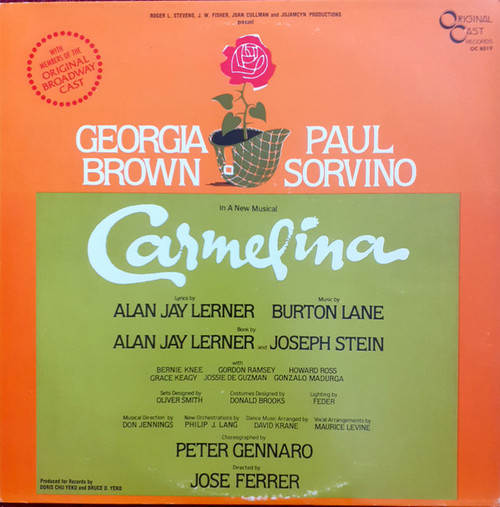 ROGER L. STEVENS, J. W. FISHER, JOAN CULLMAN and JUJAMCYN PRODUCTIONS
present
ORIGINAL
CAST
RECORDS
OC 8019
WITH
MEMBERS OF THE
ORIGINAL
BROADWAY
CAST
GEORGIA
BROWN
PAUL
SORVINO
In A New Musical
Carmelina
Lyrics by
ALAN JAY LERNER
Music by
BURTON LANE
Book by
ALAN JAY LERNER and JOSEPH STEIN
with
BERNIE KNEE GORDON RAMSEY HOWARD ROSS
GRACE KEAGY JOSSIE DE GUZMAN GONZALO MADURGA
Sets Designed by
OLIVER SMITH
Costumes Designed by
DONALD BROOKS
Lighting by
FEDER
Musical Direction by
DON JENNINGS
New Orchestrations by
PHILIP J. LANG
Dance Music Arranged by
DAVID KRANE
Vocal Arrangements by
MAURICE LEVINE
Choreographed by
PETER GENNARO
Directed by
JOSE FERRER
Produced for Records by
DORIS CHU YEKO and BRUCE D. YEKO